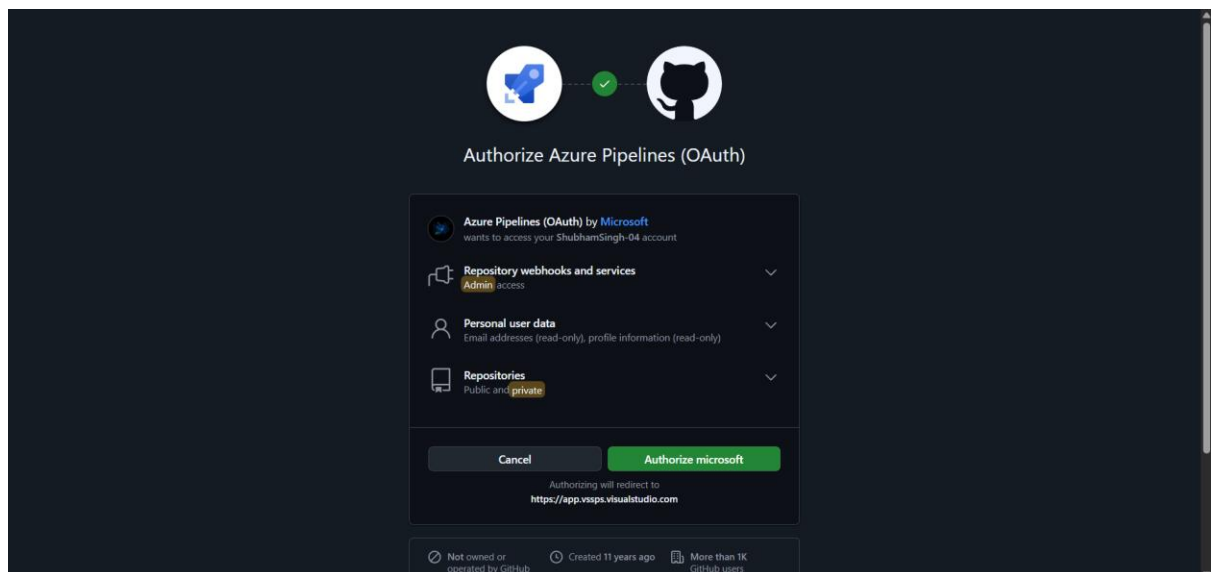 Authorize Azure Pipelines (OAuth)
Azure Pipelines (OAuth) by Microsoft
wants to access your ShubhamSingh-04 account
Repository webhooks and services
Admin access
Personal user data
Email addresses (read-only), profile information (read-only)
Repositories
Public and private
Cancel
Authorize microsoft
Authorizing will redirect to
https://app.vssps.visualstudio.com
Not owned or
operated by GitHub
Created 11 years ago
More than 1K
GitHub users